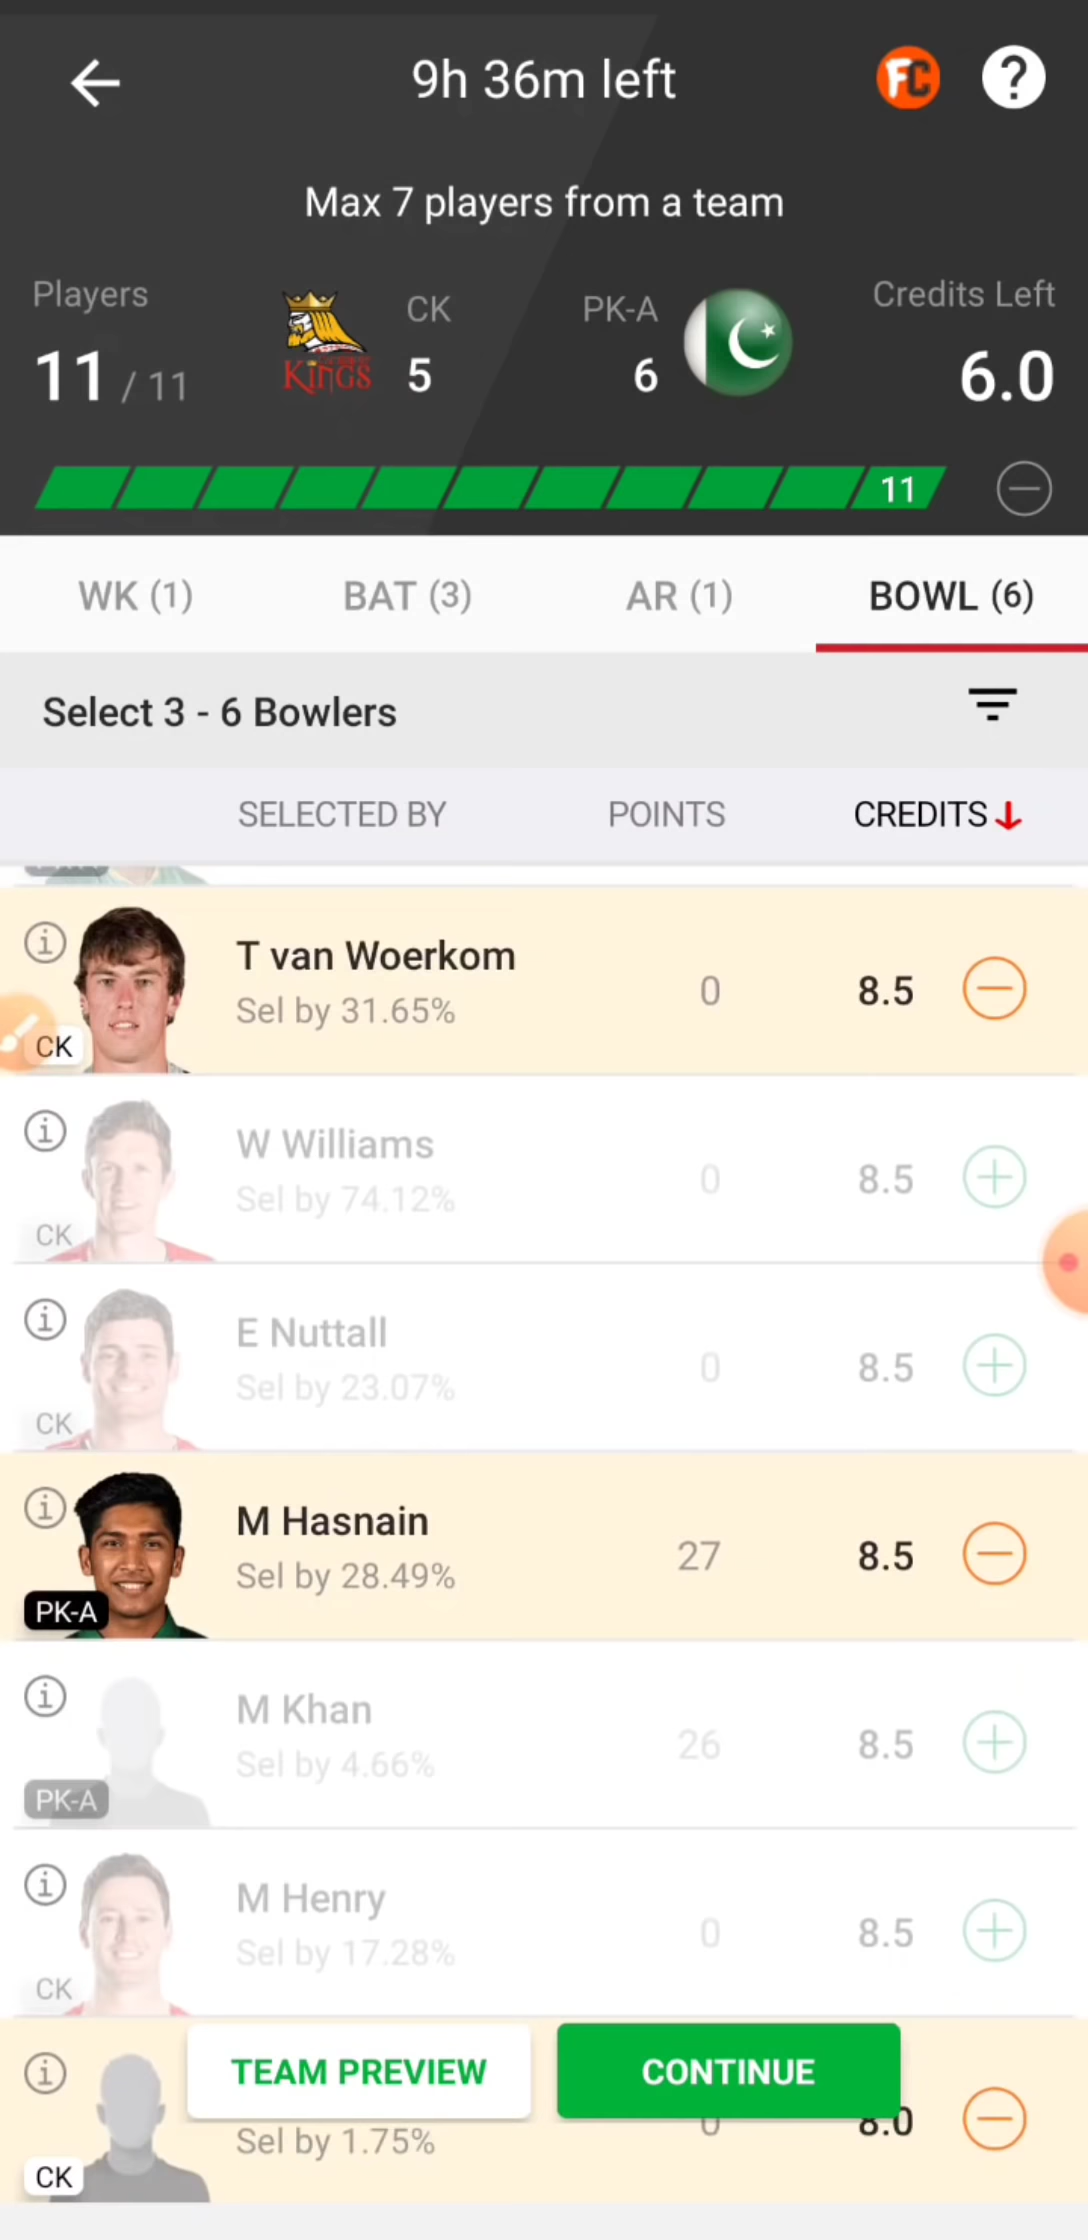 9h 36m left
FC
?
Max 7 players from a team
Players
CK
PK-A
Credits Left
11 / 11
KINGS
5
6
6.0
11
WK (1)
BAT (3)
AR (1)
BOWL (6)
Select 3 - 6 Bowlers
SELECTED BY
POINTS
CREDITS
T van Woerkom
Sel by 31.65%
0
8.5
CK
W Williams
Sel by 74.12%
0
8.5
CK
E Nuttall
Sel by 23.07%
0
8.5
CK
M Hasnain
Sel by 28.49%
27
8.5
PK-A
M Khan
Sel by 4.66%
26
8.5
PK-A
M Henry
Sel by 17.28%
0
8.5
CK
TEAM PREVIEW
CONTINUE
Sel by 1.75%
0
8.0
CK